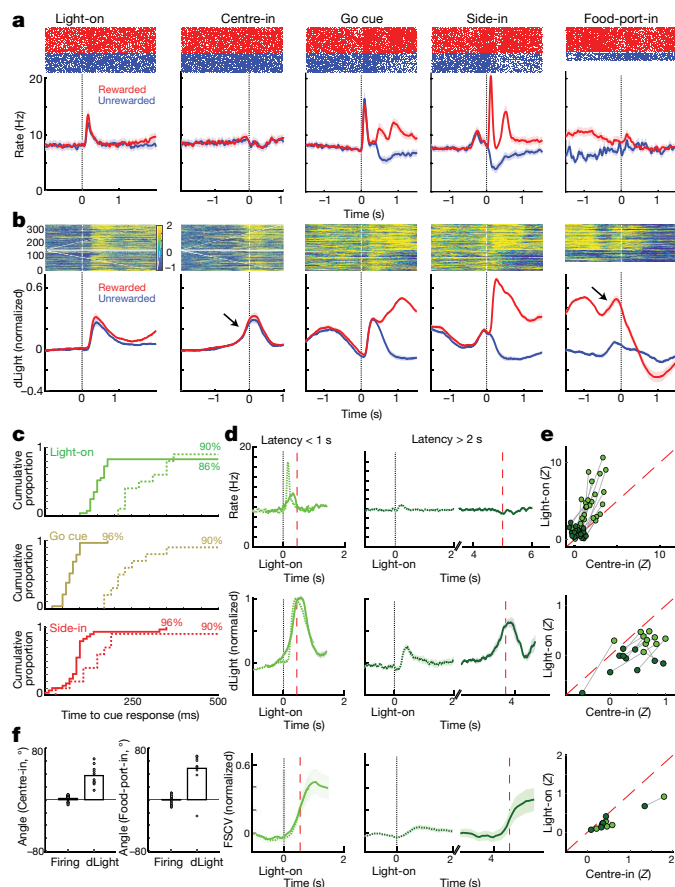 a
Light-on Centre-in Go cue Side-in Food-port-in
20
10
0
Rate (Hz)
Rewarded
Unrewarded
0 1 −1 0 1 0 1 −1 0 1 −1 0 1
Time (s)
b
300
200
100
0
2
−1
0.6
0
−0.4
dLight (normalized)
Rewarded
Unrewarded
0 1 −1 0 1 0 1 −1 0 1 −1 0 1
Time (s)
c
Light-on
90%
86%
1
0
Cumulative proportion
Go cue
96%
90%
1
0
Cumulative proportion
Side-in
96%
90%
1
0
Cumulative proportion
0 250 500
Time to cue response (ms)
d
Latency < 1 s Latency > 2 s
20
10
0
Rate (Hz)
0 2 −2 0 2 4 6
Light-on Light-on
Time (s) Time (s)
1
0
dLight (normalized)
0 2 −2 0 2 4
Light-on Light-on
Time (s) Time (s)
0.6
0
FSCV (normalized)
0 2 −2 0 2 4
Light-on Light-on
Time (s) Time (s)
e
10
0
Light-on (Z)
0 10
Centre-in (Z)
1
0
Light-on (Z)
0 1
Centre-in (Z)
2
1
0
Light-on (Z)
0 1 2
Centre-in (Z)
f
80
−80
Angle (Centre-in, °)
Firing dLight
80
−80
Angle (Food-port-in, °)
Firing dLight